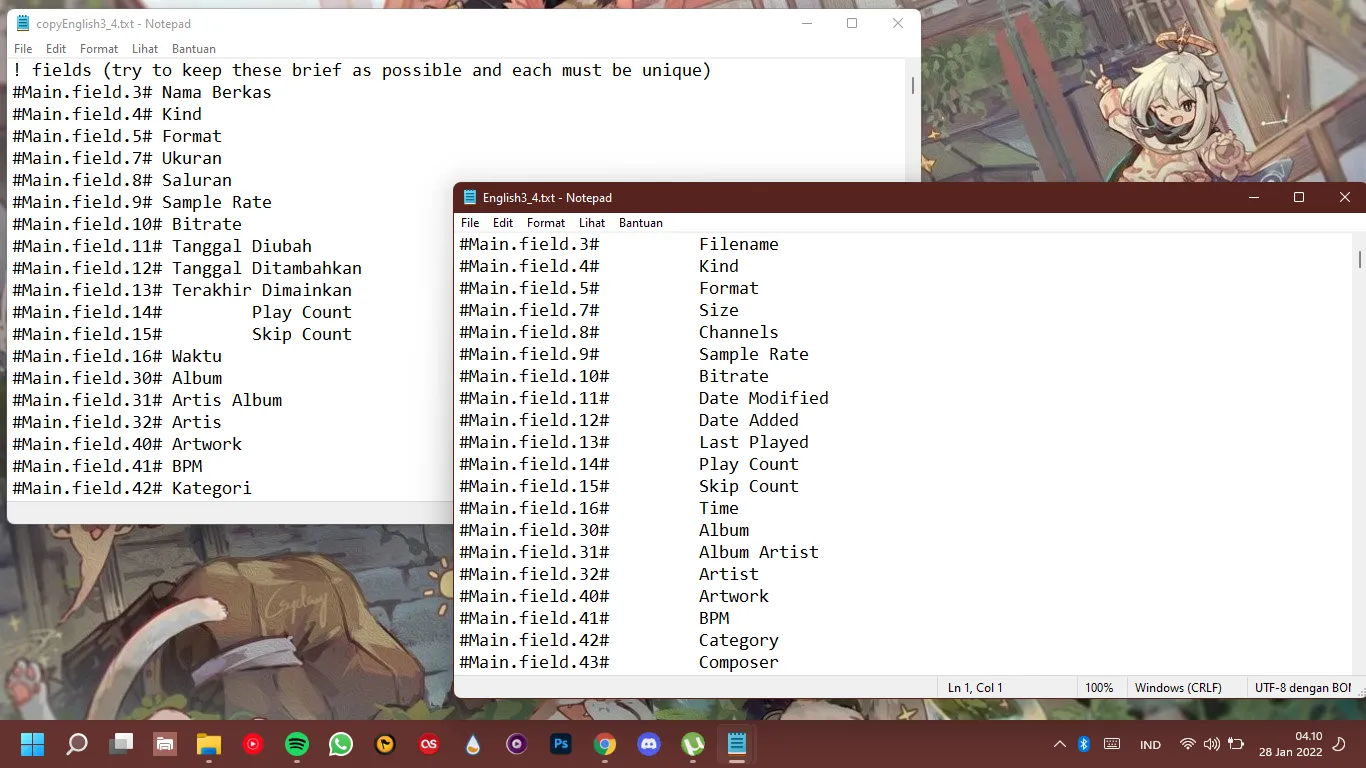 copyEnglish3_4.txt - Notepad
File Edit Format Lihat Bantuan
! fields (try to keep these brief as possible and each must be unique)
#Main.field.3# Nama Berkas
#Main.field.4# Kind
#Main.field.5# Format
#Main.field.7# Ukuran
#Main.field.8# Saluran
#Main.field.9# Sample Rate
#Main.field.10# Bitrate
#Main.field.11# Tanggal Diubah
#Main.field.12# Tanggal Ditambahkan
#Main.field.13# Terakhir Dimainkan
#Main.field.14# Play Count
#Main.field.15# Skip Count
#Main.field.16# Waktu
#Main.field.30# Album
#Main.field.31# Artis Album
#Main.field.32# Artis
#Main.field.40# Artwork
#Main.field.41# BPM
#Main.field.42# Kategori
English3_4.txt - Notepad
File Edit Format Lihat Bantuan
#Main.field.3# Filename
#Main.field.4# Kind
#Main.field.5# Format
#Main.field.7# Size
#Main.field.8# Channels
#Main.field.9# Sample Rate
#Main.field.10# Bitrate
#Main.field.11# Date Modified
#Main.field.12# Date Added
#Main.field.13# Last Played
#Main.field.14# Play Count
#Main.field.15# Skip Count
#Main.field.16# Time
#Main.field.30# Album
#Main.field.31# Album Artist
#Main.field.32# Artist
#Main.field.40# Artwork
#Main.field.41# BPM
#Main.field.42# Category
#Main.field.43# Composer
Ln 1, Col 1 100% Windows (CRLF) UTF-8 dengan BOM
Ps
IND
04.10
28 Jan 2022